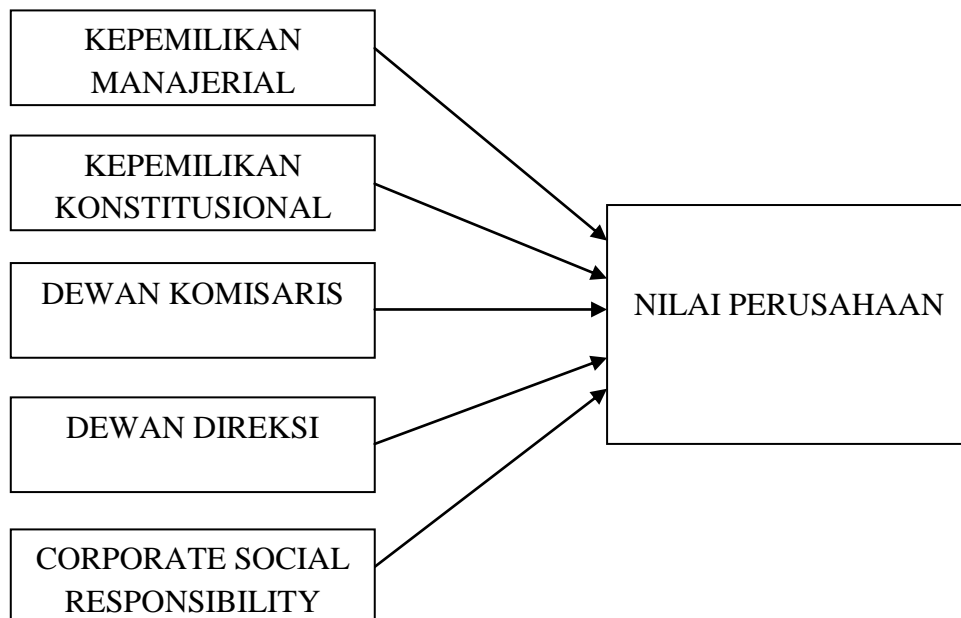 KEPEMILIKAN
MANAJERIAL
KEPEMILIKAN
KONSTITUSIONAL
DEWAN KOMISARIS
NILAI PERUSAHAAN
DEWAN DIREKSI
CORPORATE SOCIAL
RESPONSIBILITY